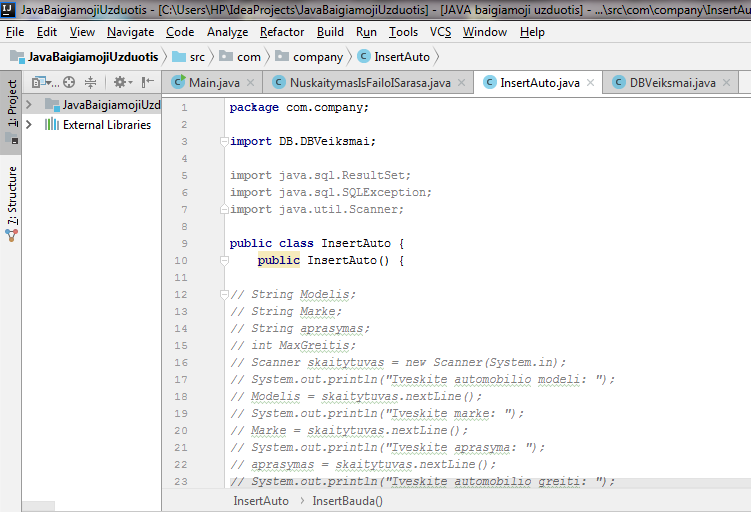 JavaBaigiamojiUzduotis - [C:\Users\HP\IdeaProjects\JavaBaigiamojiUzduotis] - [JAVA baigiamoji uzduotis] - ...\src\com\company\InsertAuto
File Edit View Navigate Code Analyze Refactor Build Run Tools VCS Window Help
JavaBaigiamojiUzduotis src com company InsertAuto
Main.java NuskaitymasIsFailoISarasa.java InsertAuto.java DBVeiksmai.java
1: Project
7: Structure
JavaBaigiamojiUzd
External Libraries
1 package com.company;
2
3 import DB.DBVeiksmai;
4
5 import java.sql.ResultSet;
6 import java.sql.SQLException;
7 import java.util.Scanner;
8
9 public class InsertAuto {
10 public InsertAuto() {
11
12 // String Modelis;
13 // String Marke;
14 // String aprasymas;
15 // int MaxGreitis;
16 // Scanner skaitytuvas = new Scanner(System.in);
17 // System.out.println("Iveskite automobilio modeli: ");
18 // Modelis = skaitytuvas.nextLine();
19 // System.out.println("Iveskite marke: ");
20 // Marke = skaitytuvas.nextLine();
21 // System.out.println("Iveskite aprasyma: ");
22 // aprasymas = skaitytuvas.nextLine();
23 // System.out.println("Iveskite automobilio greiti: ");
InsertAuto InsertBauda()